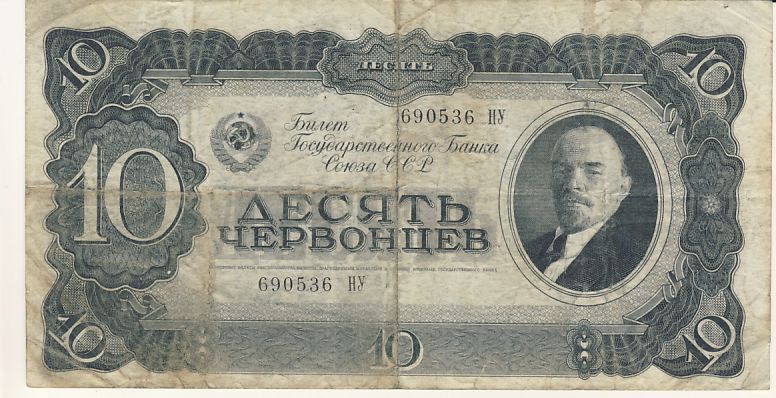 10 10
ДЕСЯТЬ
690536 НУ
Билет
Государственного Банка
Союза ССР
10
ДЕСЯТЬ
ЧЕРВОНЦЕВ
690536 НУ
10 10 10